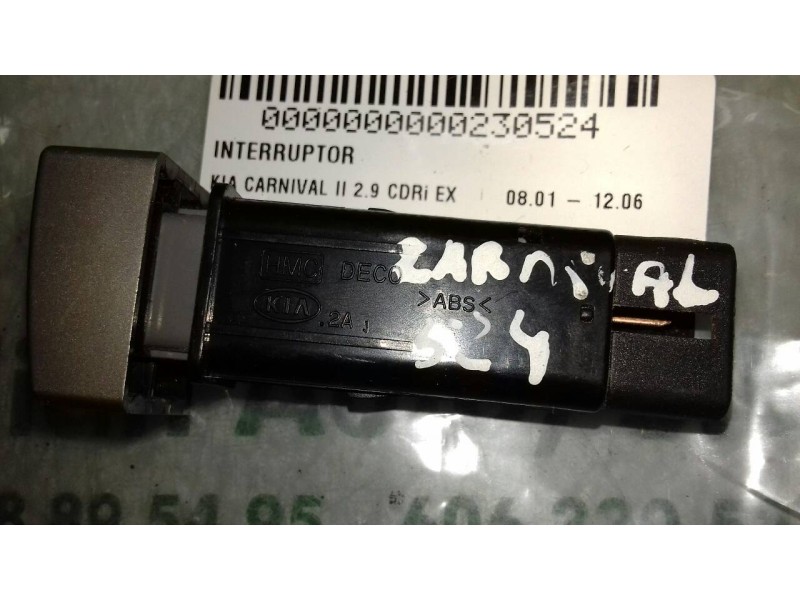 0000000000230524
INTERRUPTOR
KIA CARNIVAL II 2.9 CDRi EX 08.01 – 12.06
HMC DECO
>ABS<
KIA
.2A J
CARNIVAL
524